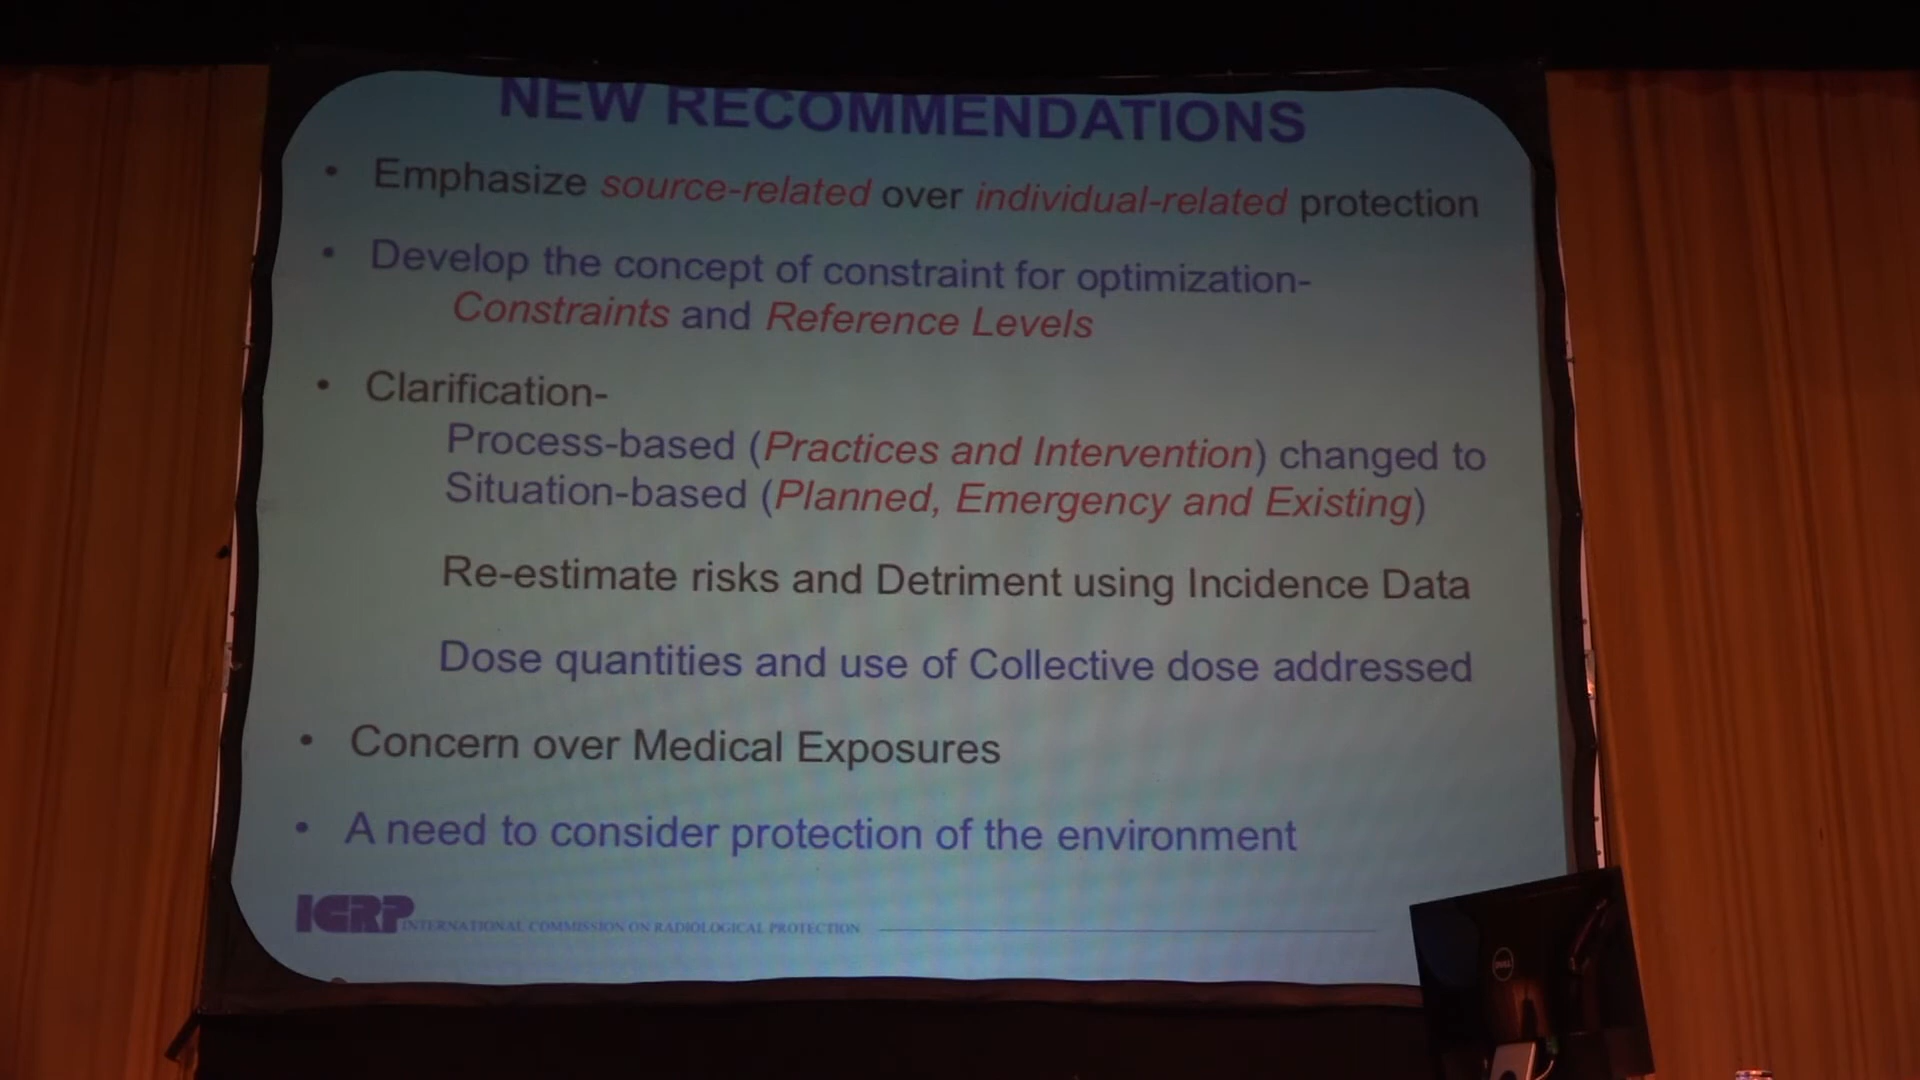 NEW RECOMMENDATIONS
• Emphasize source-related over individual-related protection
• Develop the concept of constraint for optimization-
Constraints and Reference Levels
• Clarification-
Process-based (Practices and Intervention) changed to
Situation-based (Planned, Emergency and Existing)
Re-estimate risks and Detriment using Incidence Data
Dose quantities and use of Collective dose addressed
• Concern over Medical Exposures
• A need to consider protection of the environment
ICRP INTERNATIONAL COMMISSION ON RADIOLOGICAL PROTECTION
DELL